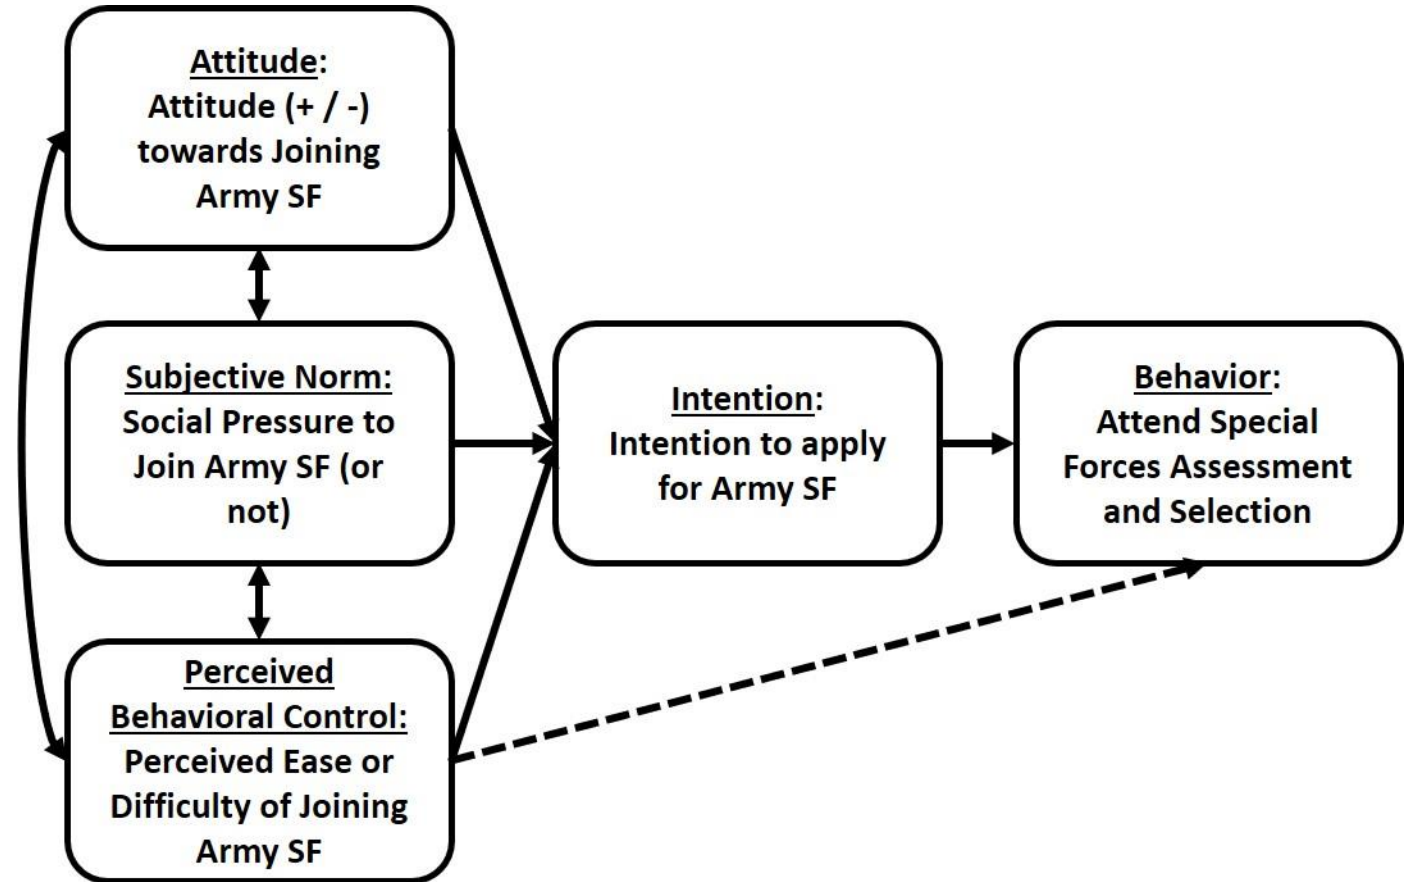 Attitude:
Attitude (+ / -)
towards Joining
Army SF
Subjective Norm:
Social Pressure to
Join Army SF (or
not)
Perceived
Behavioral Control:
Perceived Ease or
Difficulty of Joining
Army SF
Intention:
Intention to apply
for Army SF
Behavior:
Attend Special
Forces Assessment
and Selection